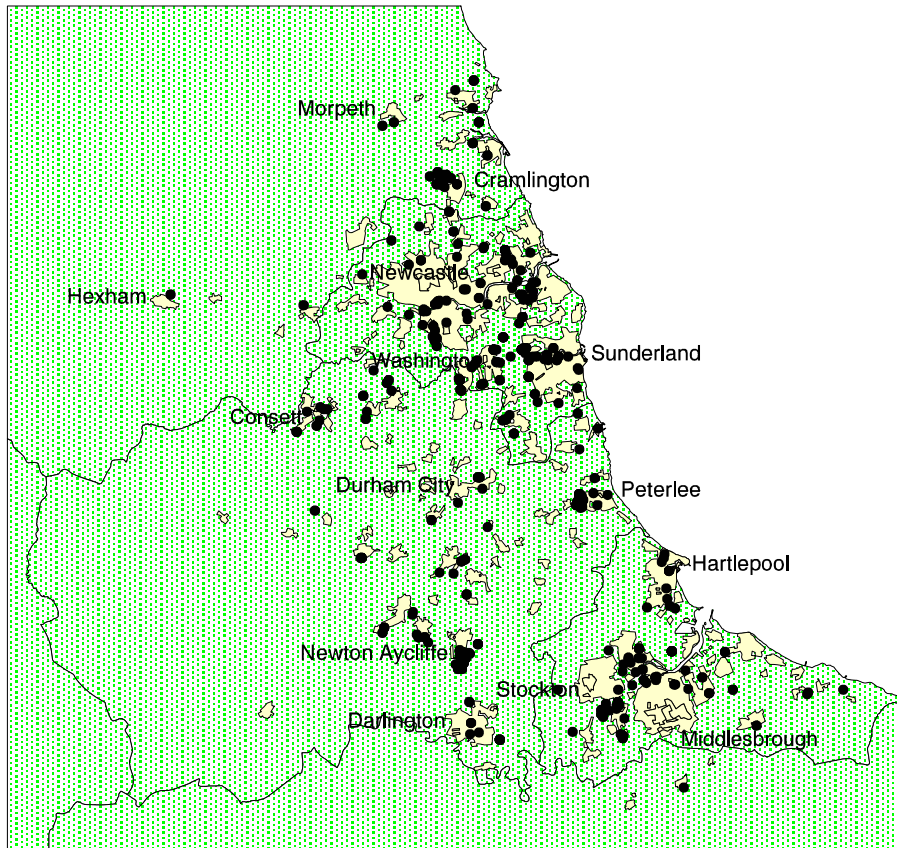 Morpeth
Cramlington
Newcastle
Hexham
Sunderland
Washington
Consett
Durham City
Peterlee
Hartlepool
Newton Aycliffe
Stockton
Darlington
Middlesbrough